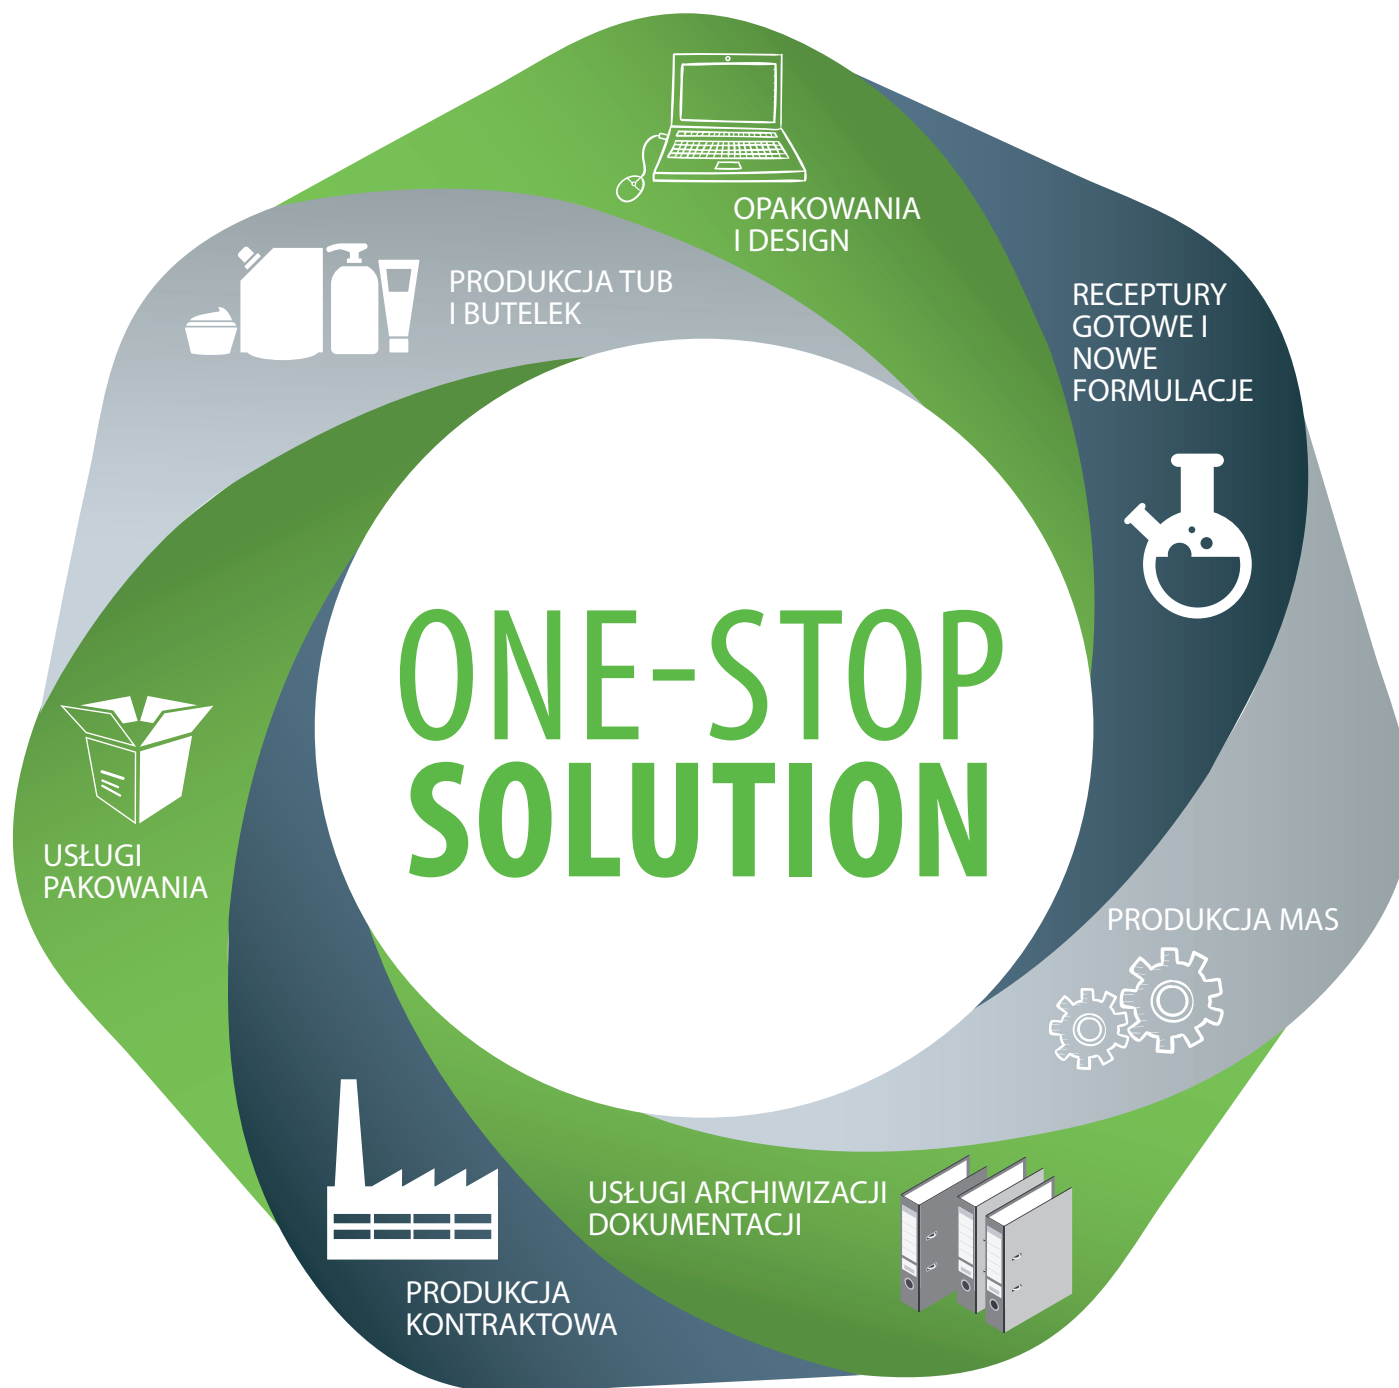 OPAKOWANIA
I DESIGN
PRODUKCJA TUB
I BUTELEK
RECEPTURY
GOTOWE I
NOWE
FORMULACJE
ONE-STOP
SOLUTION
USŁUGI
PAKOWANIA
PRODUKCJA MAS
USŁUGI ARCHIWIZACJI
DOKUMENTACJI
PRODUKCJA
KONTRAKTOWA